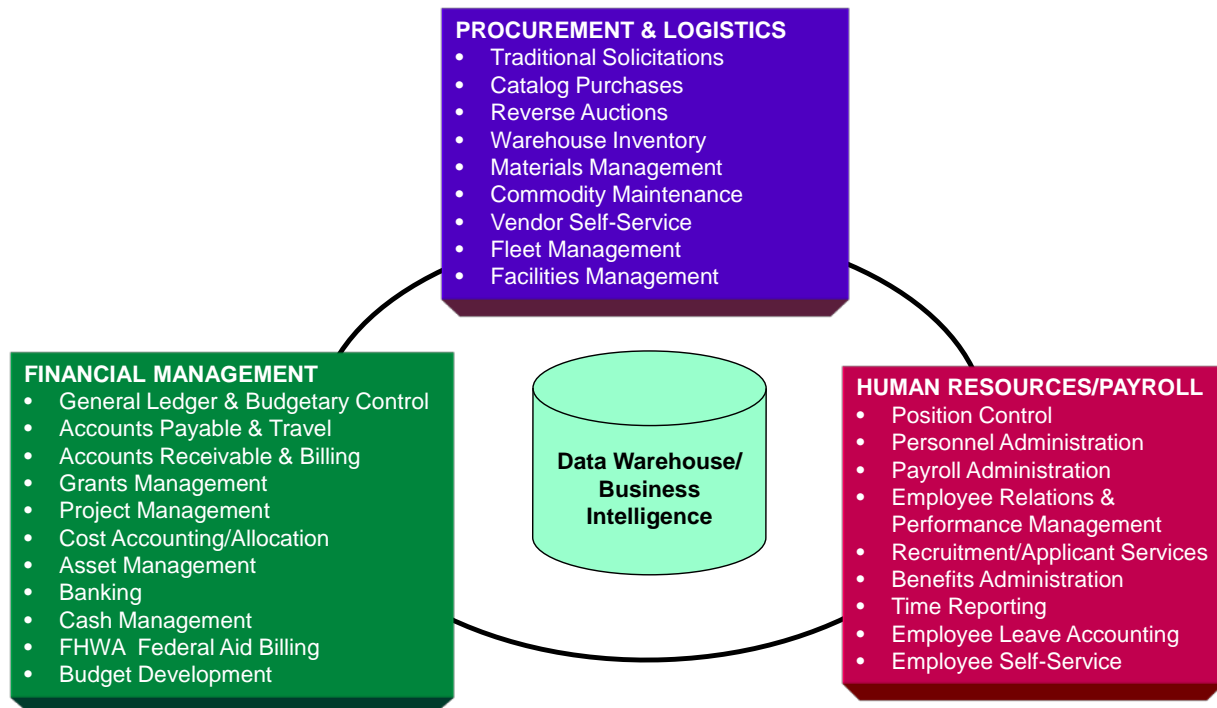 PROCUREMENT & LOGISTICS
• Traditional Solicitations
• Catalog Purchases
• Reverse Auctions
• Warehouse Inventory
• Materials Management
• Commodity Maintenance
• Vendor Self-Service
• Fleet Management
• Facilities Management
FINANCIAL MANAGEMENT
• General Ledger & Budgetary Control
• Accounts Payable & Travel
• Accounts Receivable & Billing
• Grants Management
• Project Management
• Cost Accounting/Allocation
• Asset Management
• Banking
• Cash Management
• FHWA  Federal Aid Billing
• Budget Development
Data Warehouse/
Business
Intelligence
HUMAN RESOURCES/PAYROLL
• Position Control
• Personnel Administration
• Payroll Administration
• Employee Relations &
Performance Management
• Recruitment/Applicant Services
• Benefits Administration
• Time Reporting
• Employee Leave Accounting
• Employee Self-Service